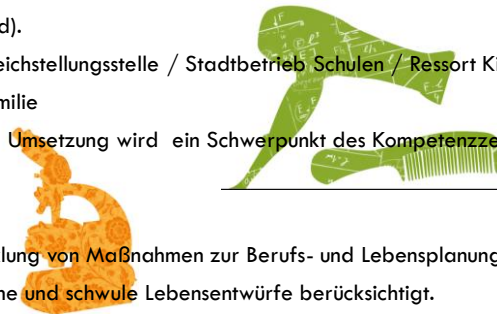 d).
eichstellungsstelle / Stadtbetrieb Schulen / Ressort Ki
milie
Umsetzung wird ein Schwerpunkt des Kompetenzze
lung von Maßnahmen zur Berufs- und Lebensplanung
he und schwule Lebensentwürfe berücksichtigt.